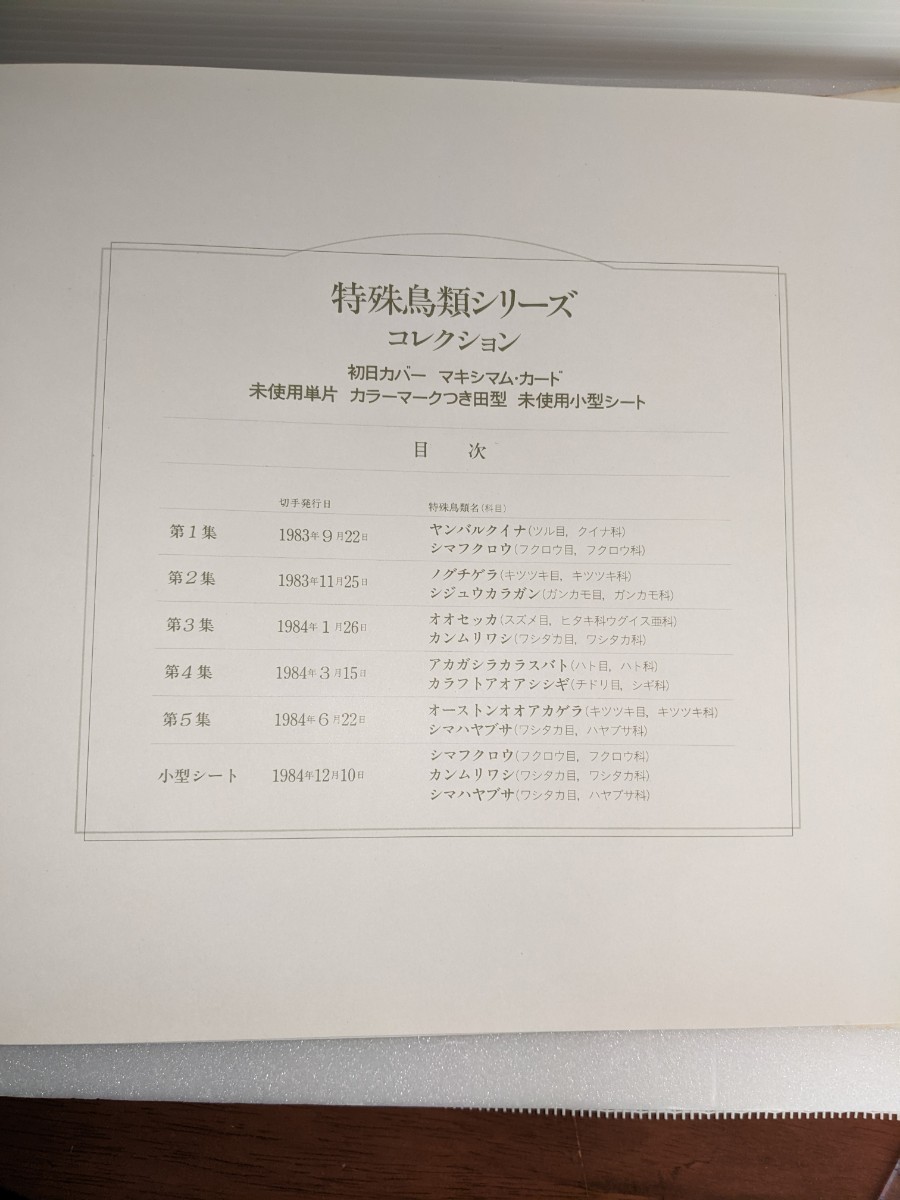 特殊鳥類シリーズ
コレクション
初日カバー マキシマム・カード
未使用単片 カラーマークつき田型 未使用小型シート
目 次
切手発行日 特殊鳥類名(科目)
第1集 1983年9月22日 ヤンバルクイナ(ツル目, クイナ科)
シマフクロウ(フクロウ目, フクロウ科)
第2集 1983年11月25日 ノグチゲラ(キツツキ目, キツツキ科)
シジュウカラガン(ガンカモ目, ガンカモ科)
第3集 1984年1月26日 オオセッカ(スズメ目, ヒタキ科ウグイス亜科)
カンムリワシ(ワシタカ目, ワシタカ科)
第4集 1984年3月15日 アカガシラカラスバト(ハト目, ハト科)
カラフトアオアシシギ(チドリ目, シギ科)
第5集 1984年6月22日 オーストンオオアカゲラ(キツツキ目, キツツキ科)
シマハヤブサ(ワシタカ目, ハヤブサ科)
小型シート 1984年12月10日 シマフクロウ(フクロウ目, フクロウ科)
カンムリワシ(ワシタカ目, ワシタカ科)
シマハヤブサ(ワシタカ目, ハヤブサ科)